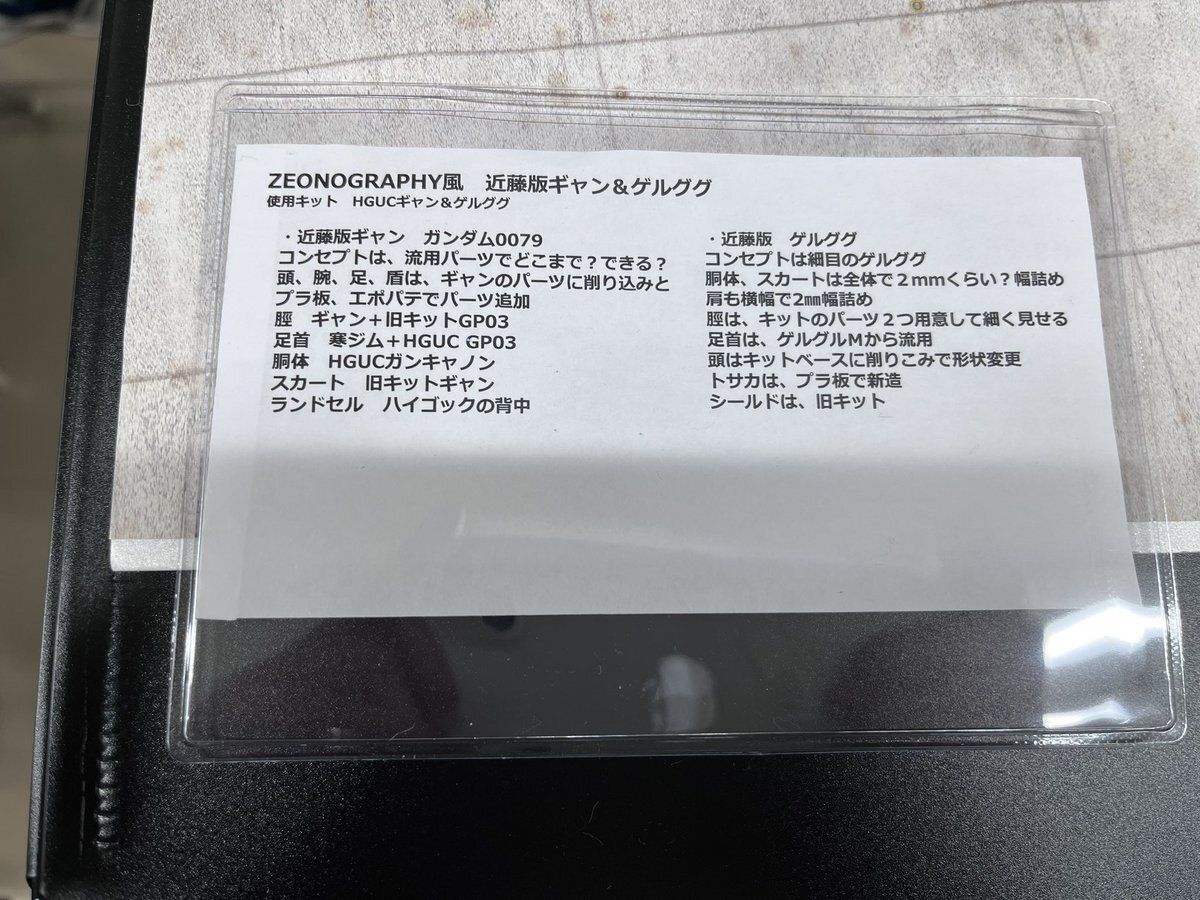 ZEONOGRAPHY風　近藤版ギャン＆ゲルググ
使用キット　HGUCギャン＆ゲルググ
・近藤版ギャン　ガンダム0079
コンセプトは、流用パーツでどこまで？できる？
頭、腕、足、盾は、ギャンのパーツに削り込みと
プラ板、エポパテでパーツ追加
脛　ギャン＋旧キットGP03
足首　寒ジム＋HGUC GP03
胴体　HGUCガンキャノン
スカート　旧キットギャン
ランドセル　ハイゴックの背中
・近藤版　ゲルググ
コンセプトは細目のゲルググ
胴体、スカートは全体で２mmくらい？幅詰め
肩も横幅で2㎜幅詰め
脛は、キットのパーツ２つ用意して細く見せる
足首は、ゲルグルMから流用
頭はキットベースに削りこみで形状変更
トサカは、プラ板で新造
シールドは、旧キット